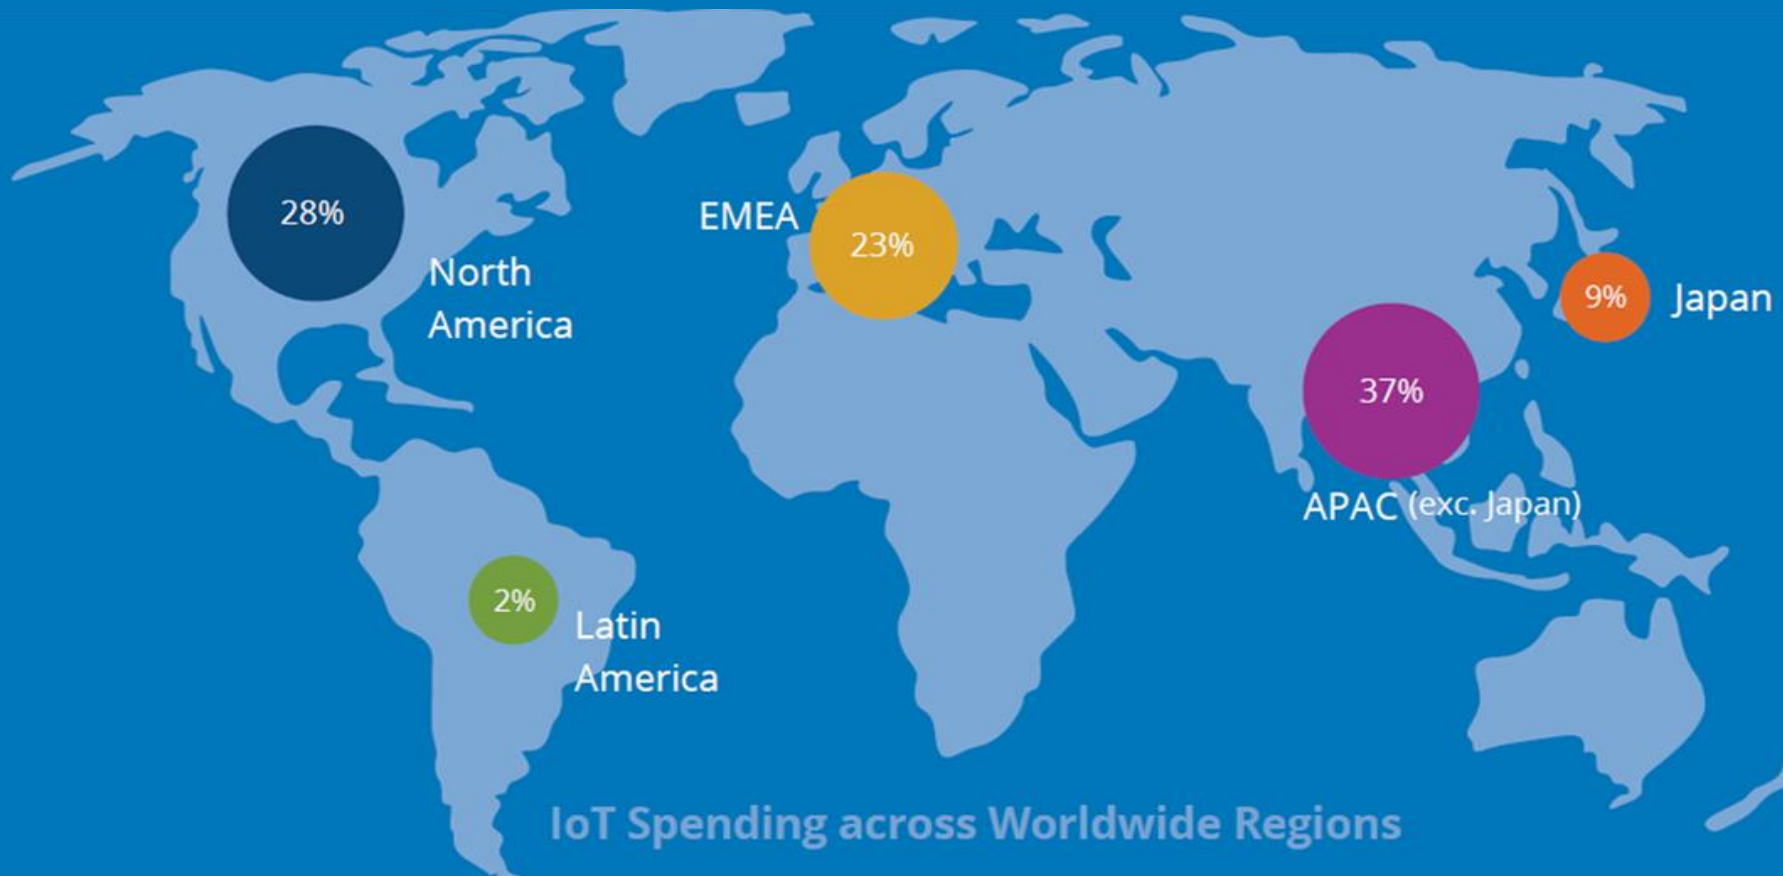 28%
North
America
EMEA
23%
9%
Japan
37%
APAC (exc. Japan)
2%
Latin
America
IoT Spending across Worldwide Regions